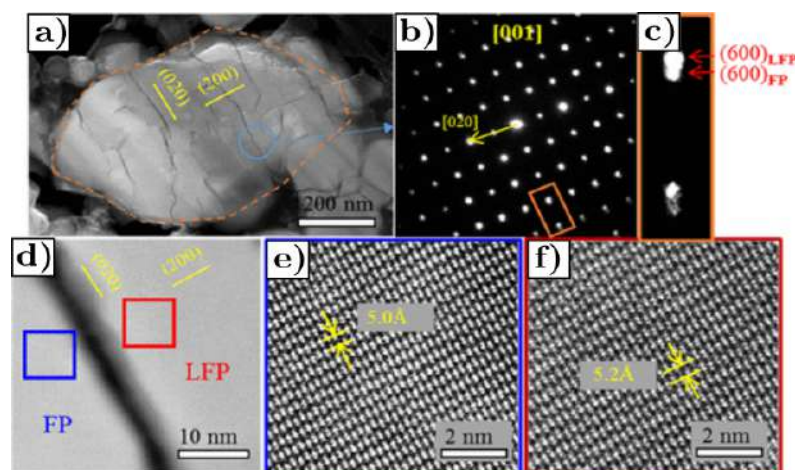 a)
(020)
(200)
200 nm
b)
[001]
[020]
c)
(600)LFP
(600)FP
d)
(020)
(200)
FP
LFP
10 nm
e)
5.0Å
2 nm
f)
5.2Å
2 nm